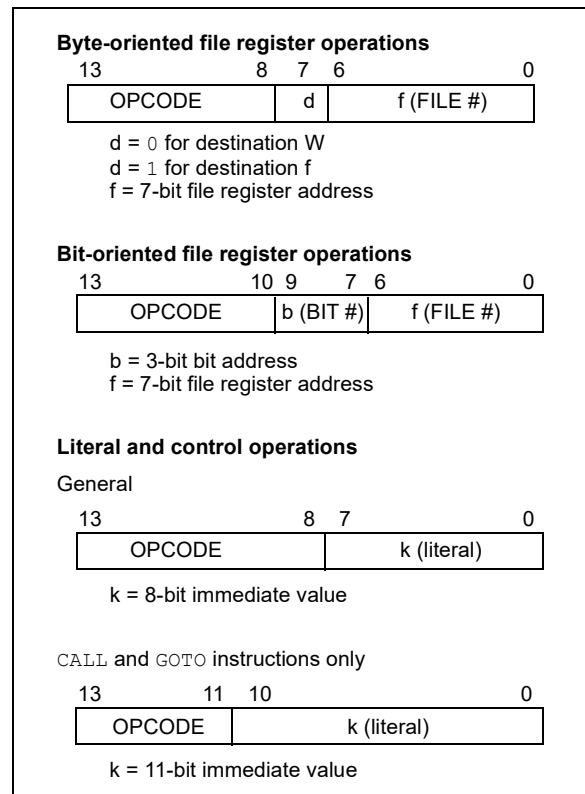 Byte-oriented file register operations
13 8 7 6 0
OPCODE d f (FILE #)
d = 0 for destination W
d = 1 for destination f
f = 7-bit file register address
Bit-oriented file register operations
13 10 9 7 6 0
OPCODE b (BIT #) f (FILE #)
b = 3-bit bit address
f = 7-bit file register address
Literal and control operations
General
13 8 7 0
OPCODE k (literal)
k = 8-bit immediate value
CALL and GOTO instructions only
13 11 10 0
OPCODE k (literal)
k = 11-bit immediate value